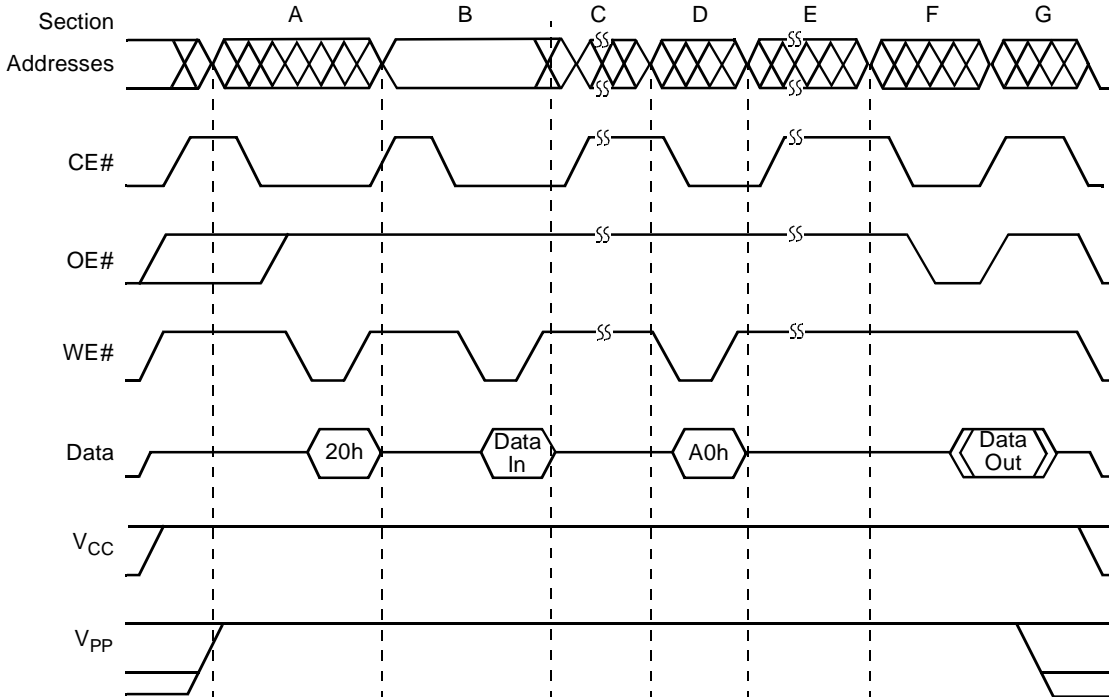 Section A B C D E F G
Addresses
CE#
OE#
WE#
Data 20h Data In A0h Data Out
VCC
VPP